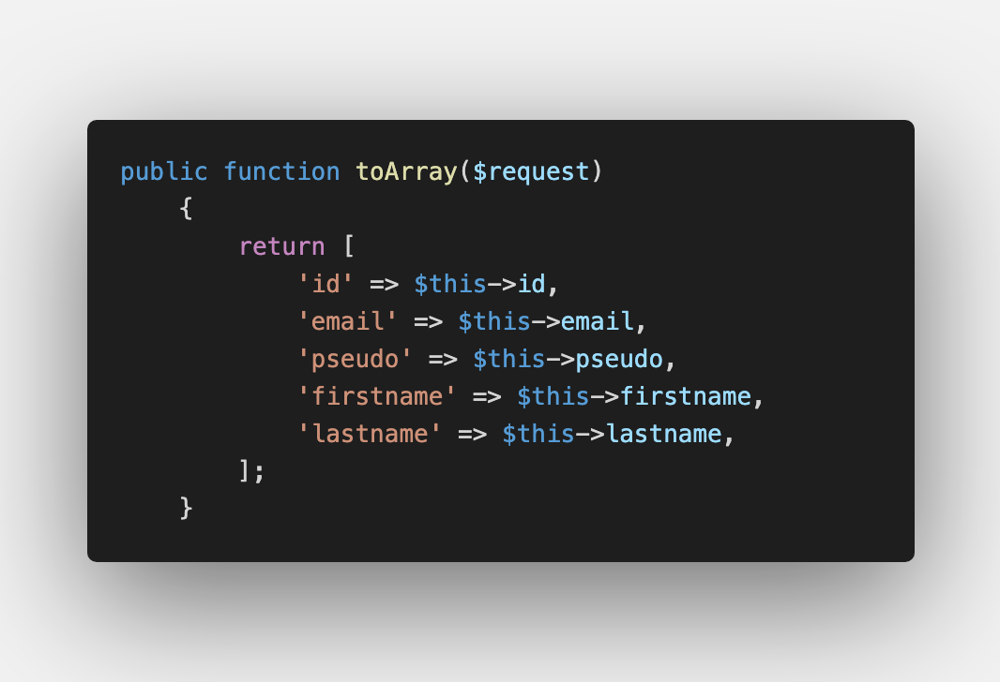 public function toArray($request)
    {
        return [
            'id' => $this->id,
            'email' => $this->email,
            'pseudo' => $this->pseudo,
            'firstname' => $this->firstname,
            'lastname' => $this->lastname,
        ];
    }